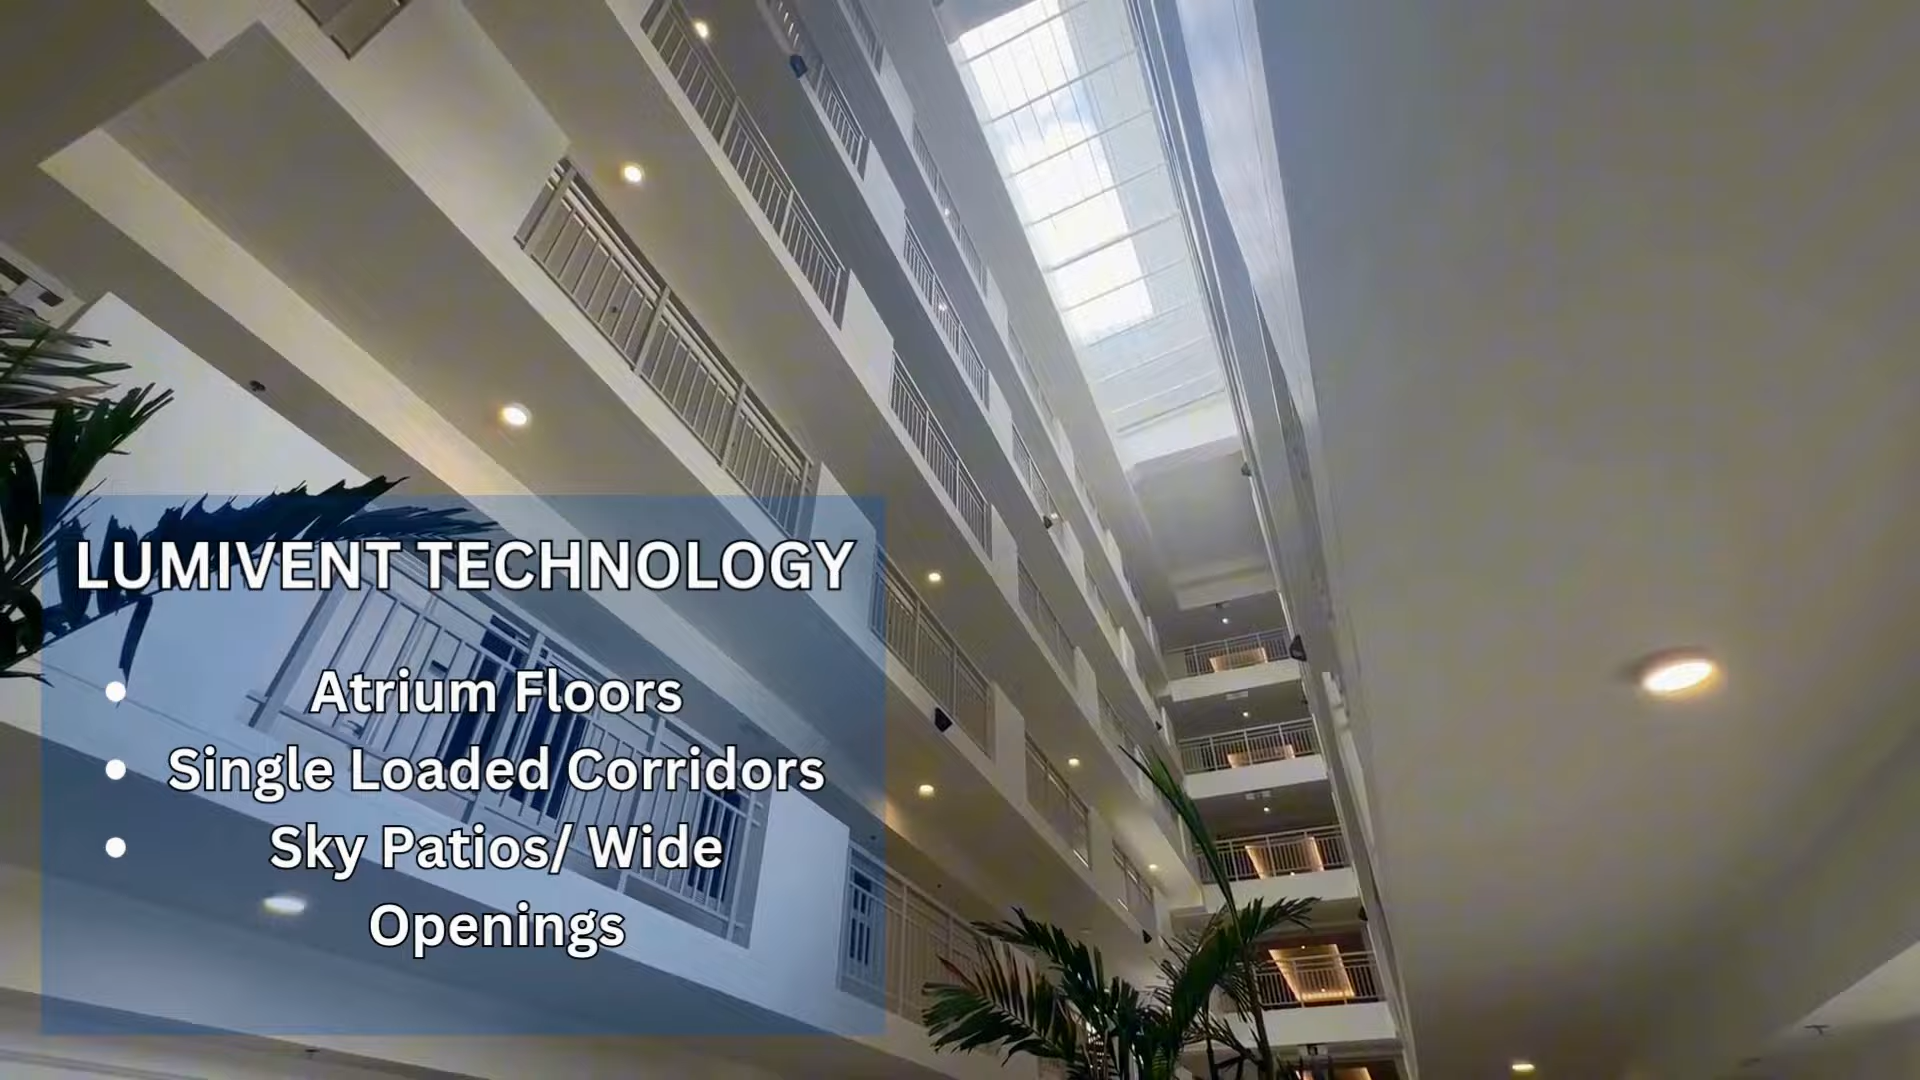 LUMIVENT TECHNOLOGY
• Atrium Floors
• Single Loaded Corridors
• Sky Patios/ Wide
Openings